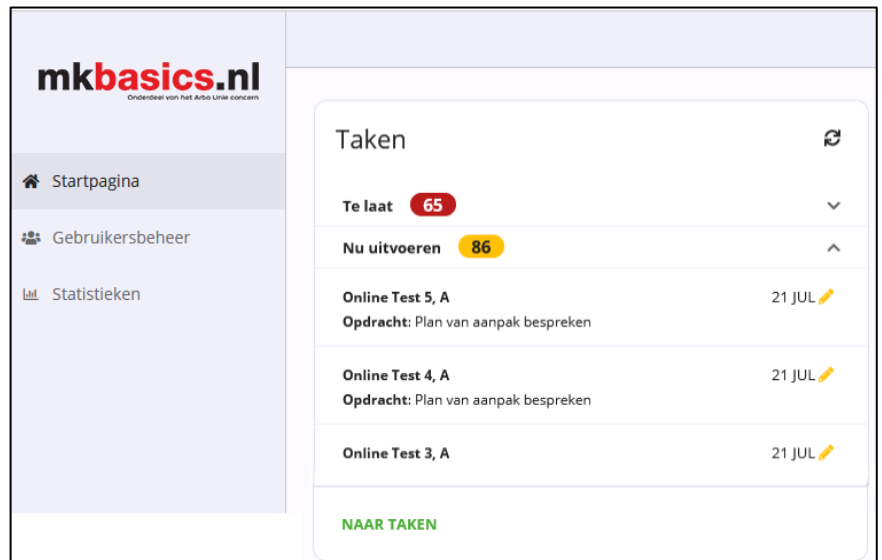 mkbasics.nl
Onderdeel von het Arbo Unie concern
Startpagina
Gebruikersbeheer
Statistieken
Taken
Te laat 65
Nu uitvoeren 86
Online Test 5, A 21 JUL
Opdracht: Plan van aanpak bespreken
Online Test 4, A 21 JUL
Opdracht: Plan van aanpak bespreken
Online Test 3, A 21 JUL
NAAR TAKEN